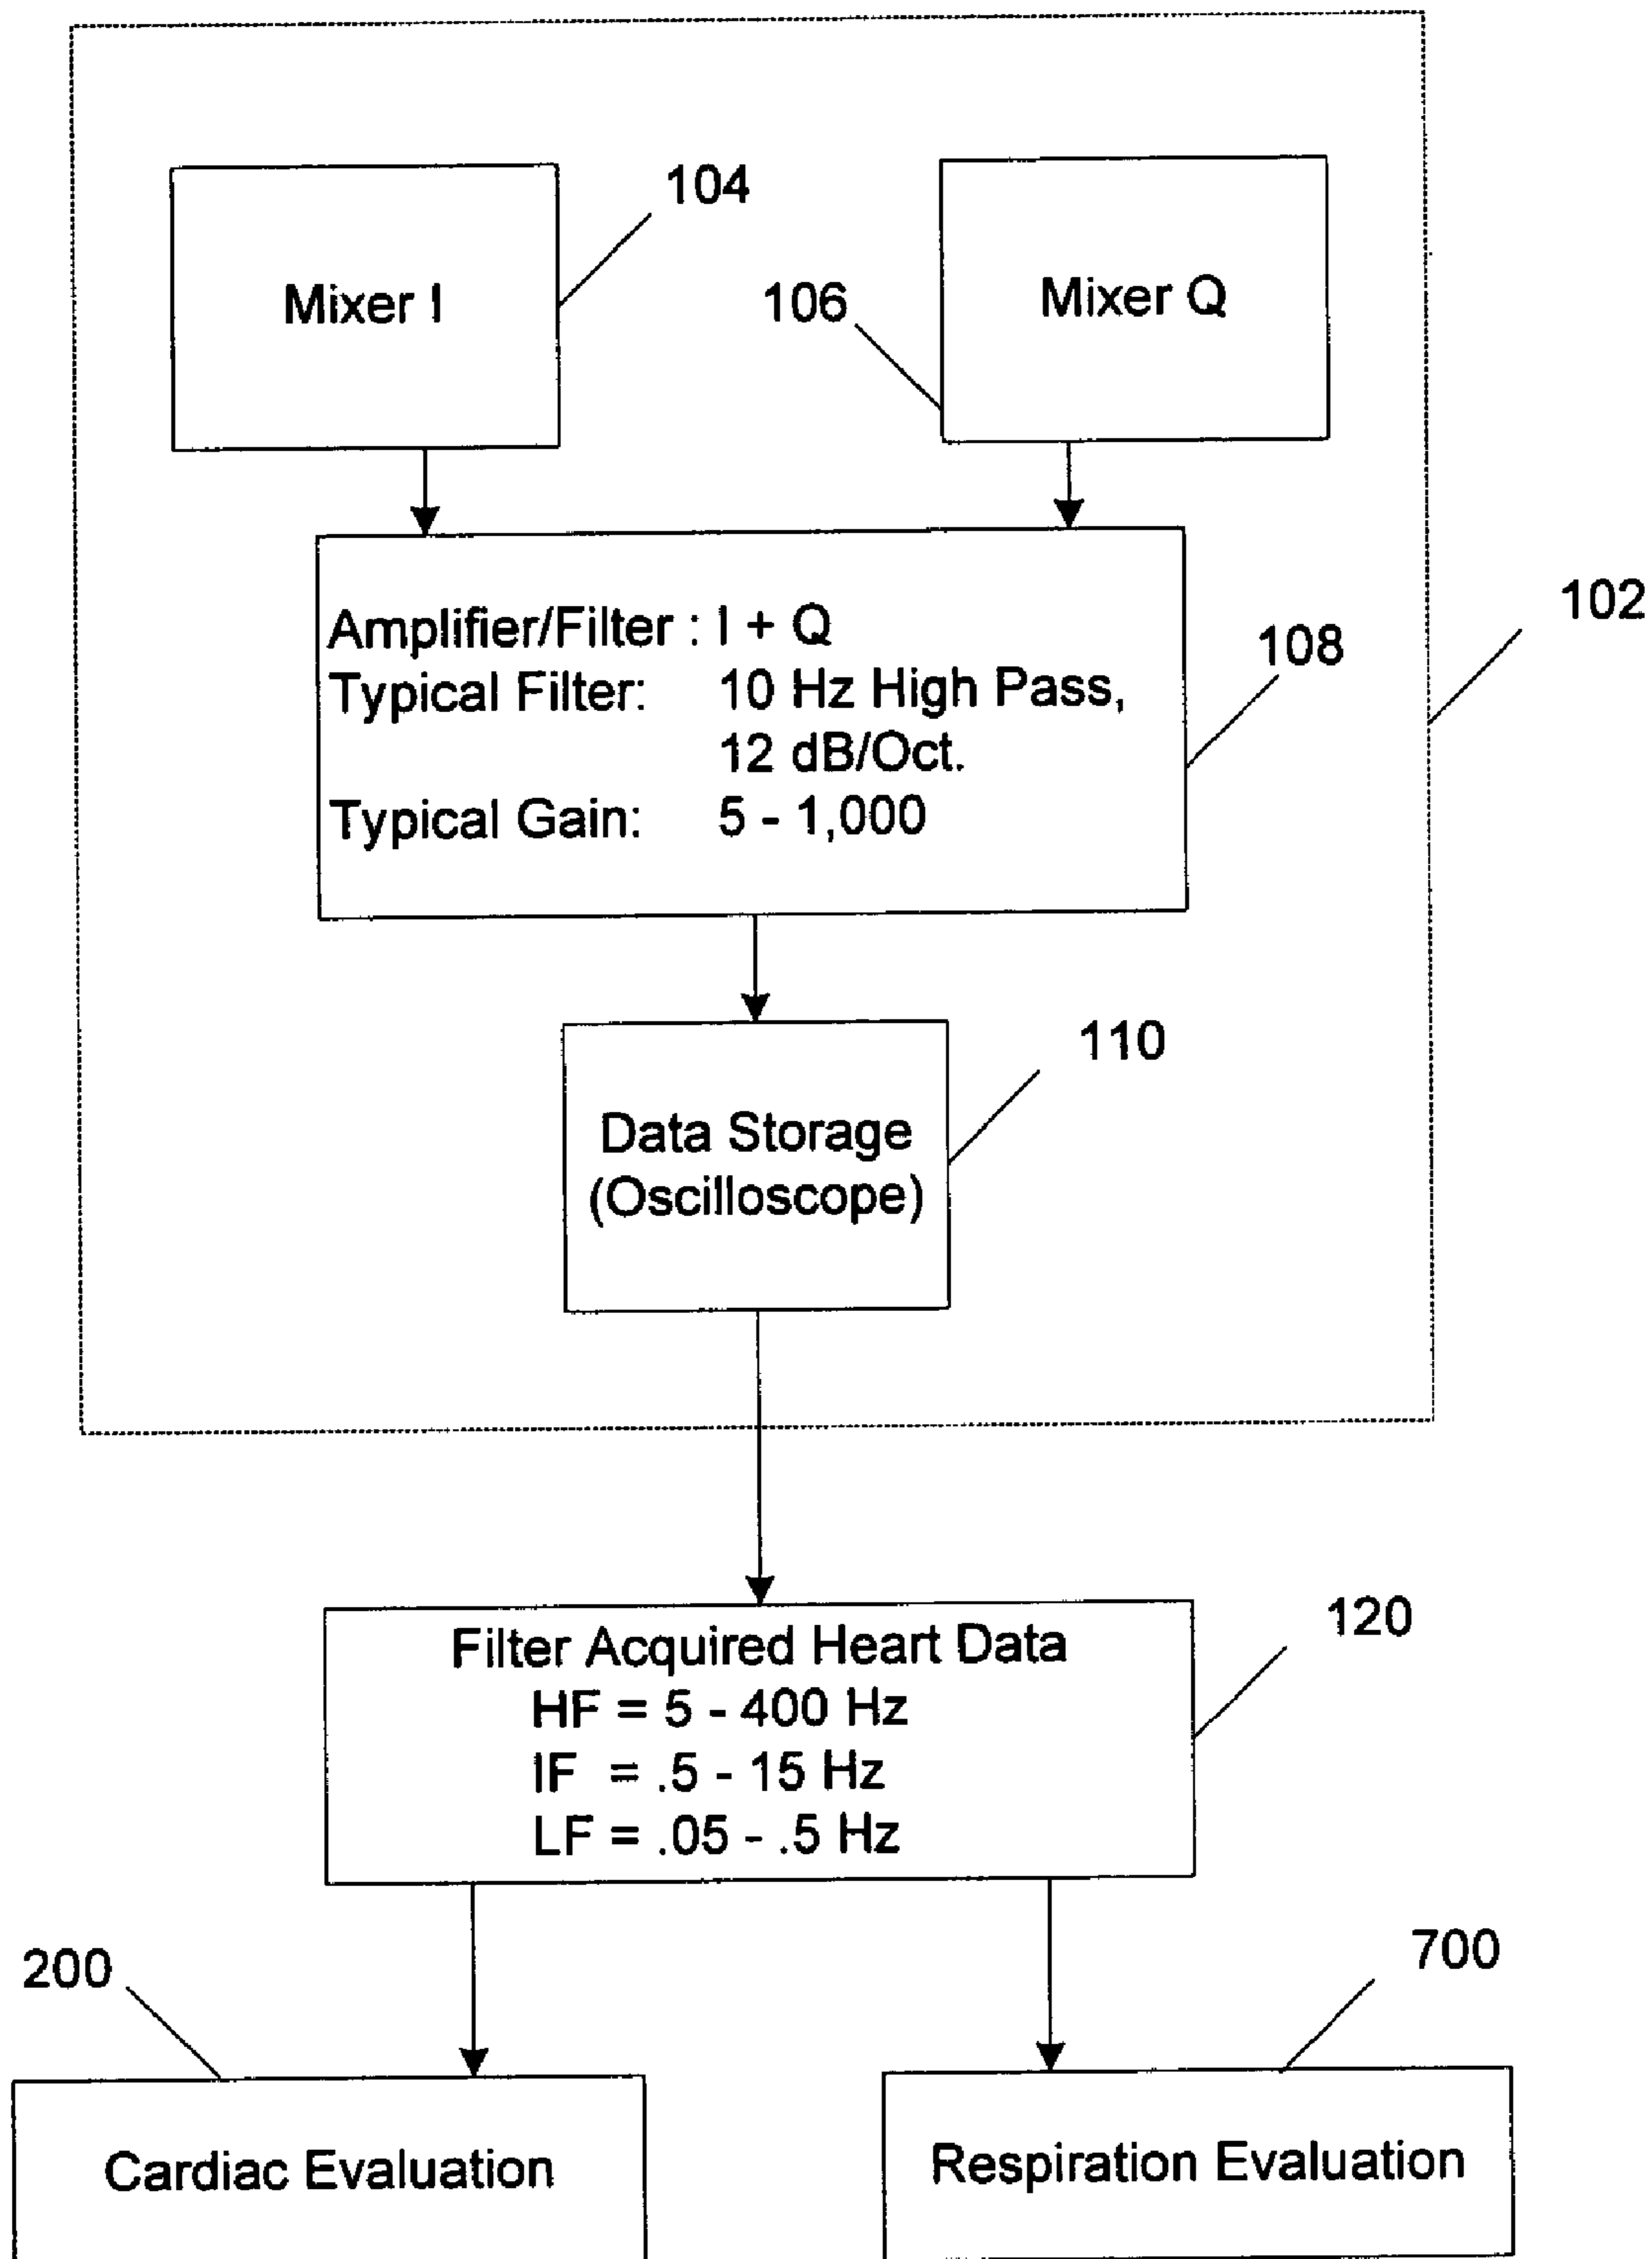 104
Mixer I
106
Mixer Q
102
Amplifier/Filter : I + Q
Typical Filter: 10 Hz High Pass,
12 dB/Oct.
Typical Gain: 5 - 1,000
108
110
Data Storage
(Oscilloscope)
120
Filter Acquired Heart Data
HF = 5 - 400 Hz
IF = .5 - 15 Hz
LF = .05 - .5 Hz
200
700
Cardiac Evaluation
Respiration Evaluation